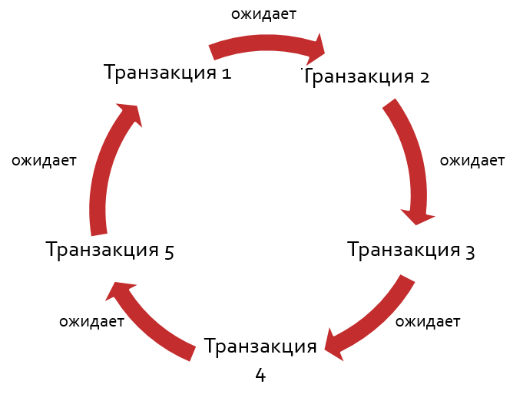 ожидает
Транзакция 1
Транзакция 2
ожидает
ожидает
Транзакция 5
Транзакция 3
ожидает
ожидает
Транзакция
4